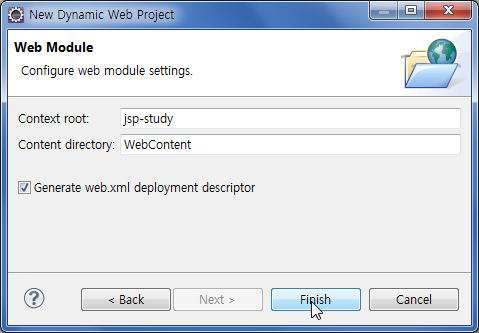 New Dynamic Web Project
Web Module
Configure web module settings.
Context root: jsp-study
Content directory: WebContent
Generate web.xml deployment descriptor
? < Back Next > Finish Cancel